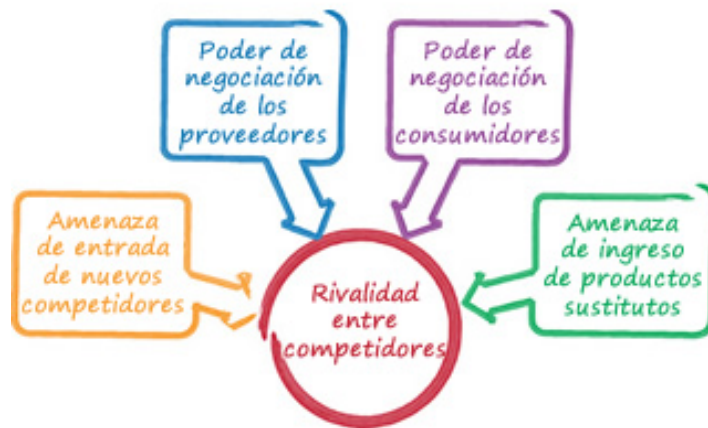 Poder de
negociación
de los
proveedores
Poder de
negociación
de los
consumidores
Amenaza
de entrada
de nuevos
competidores
Amenaza
de ingreso
de productos
sustitutos
Rivalidad
entre
competidores